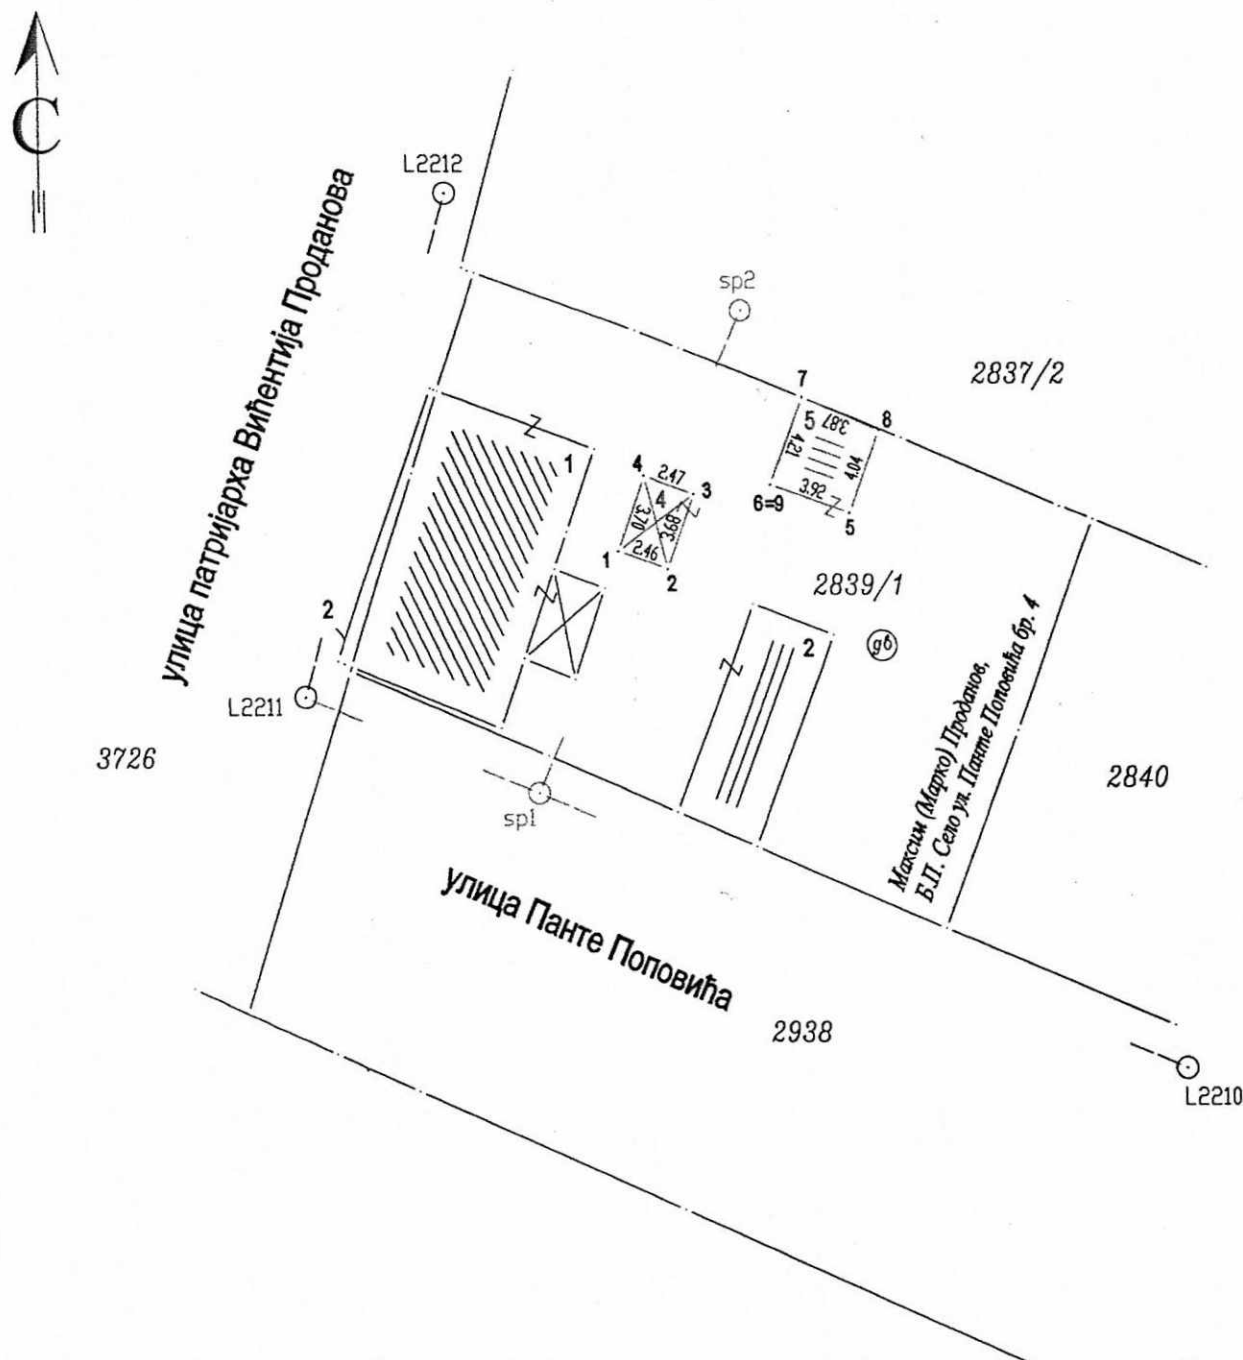 С
L2212
улица патријарха Вићентија Проданова
sp2
2837/2
7
8
5
3.87
4.21
4.04
3.92
6=9
5
1
4
2.47
3
4
3.70
3.68
2.46
1
2
2839/1
2
2
дв
L2211
3726
sp1
Максим (Марко) Проданов,
Б.П. Село ул. Панте Поповића бр. 4
2840
улица Панте Поповића
2938
L2210